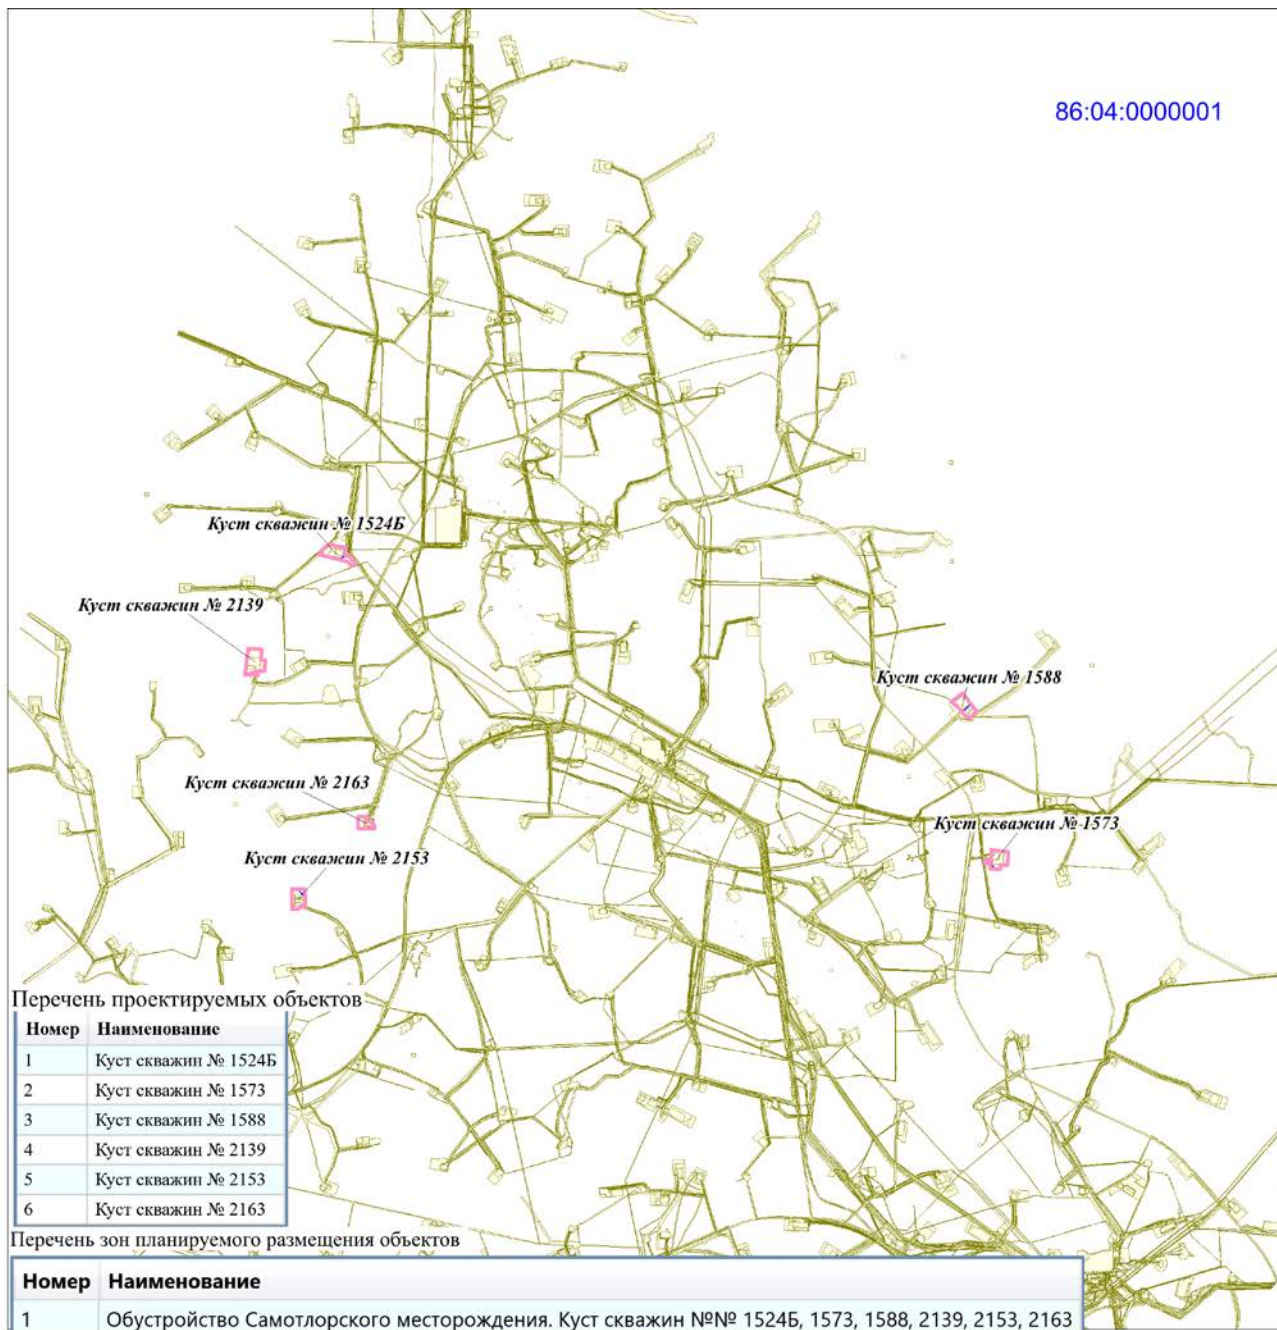 86:04:0000001
Куст скважин № 1524Б
Куст скважин № 2139
Куст скважин № 1588
Куст скважин № 2163
Куст скважин № 1573
Куст скважин № 2153
Перечень проектируемых объектов
Номер Наименование
1 Куст скважин № 1524Б
2 Куст скважин № 1573
3 Куст скважин № 1588
4 Куст скважин № 2139
5 Куст скважин № 2153
6 Куст скважин № 2163
Перечень зон планируемого размещения объектов
Номер Наименование
1 Обустройство Самотлорского месторождения. Куст скважин №№ 1524Б, 1573, 1588, 2139, 2153, 2163